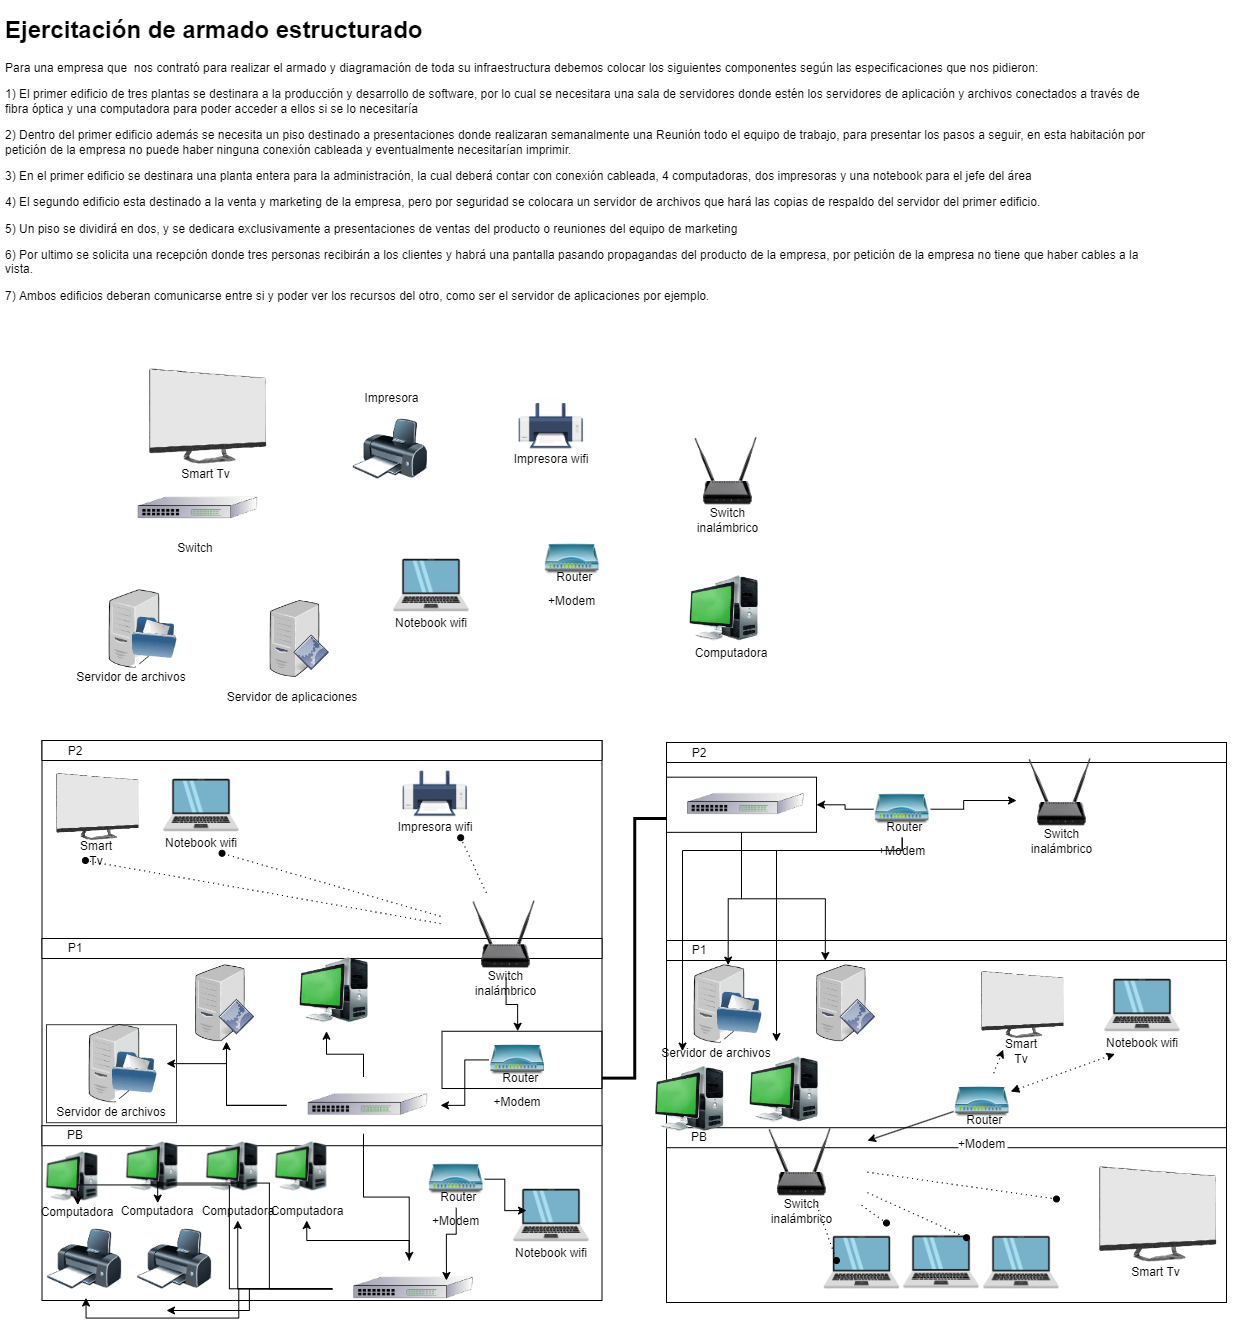 Ejercitación de armado estructurado
Para una empresa que  nos contrató para realizar el armado y diagramación de toda su infraestructura debemos colocar los siguientes componentes según las especificaciones que nos pidieron:
1) El primer edificio de tres plantas se destinara a la producción y desarrollo de software, por lo cual se necesitara una sala de servidores donde estén los servidores de aplicación y archivos conectados a través de
fibra óptica y una computadora para poder acceder a ellos si se lo necesitaría
2) Dentro del primer edificio además se necesita un piso destinado a presentaciones donde realizaran semanalmente una Reunión todo el equipo de trabajo, para presentar los pasos a seguir, en esta habitación por
petición de la empresa no puede haber ninguna conexión cableada y eventualmente necesitarían imprimir.
3) En el primer edificio se destinara una planta entera para la administración, la cual deberá contar con conexión cableada, 4 computadoras, dos impresoras y una notebook para el jefe del área
4) El segundo edificio esta destinado a la venta y marketing de la empresa, pero por seguridad se colocara un servidor de archivos que hará las copias de respaldo del servidor del primer edificio.
5) Un piso se dividirá en dos, y se dedicara exclusivamente a presentaciones de ventas del producto o reuniones del equipo de marketing
6) Por ultimo se solicita una recepción donde tres personas recibirán a los clientes y habrá una pantalla pasando propagandas del producto de la empresa, por petición de la empresa no tiene que haber cables a la
vista.
7) Ambos edificios deberan comunicarse entre si y poder ver los recursos del otro, como ser el servidor de aplicaciones por ejemplo.
Impresora
Smart Tv
Impresora wifi
Switch
inalámbrico
Switch
Router
+Modem
Notebook wifi
Computadora
Servidor de archivos
Servidor de aplicaciones
P2
Smart
Tv
Notebook wifi
Impresora wifi
P1
Switch
inalámbrico
Servidor de archivos
Router
+Modem
PB
Computadora
Computadora
Computadora
Computadora
Router
+Modem
Notebook wifi
P2
Router
+Modem
Switch
inalámbrico
P1
Servidor de archivos
Smart
Tv
Notebook wifi
Router
+Modem
PB
Switch
inalámbrico
Smart Tv